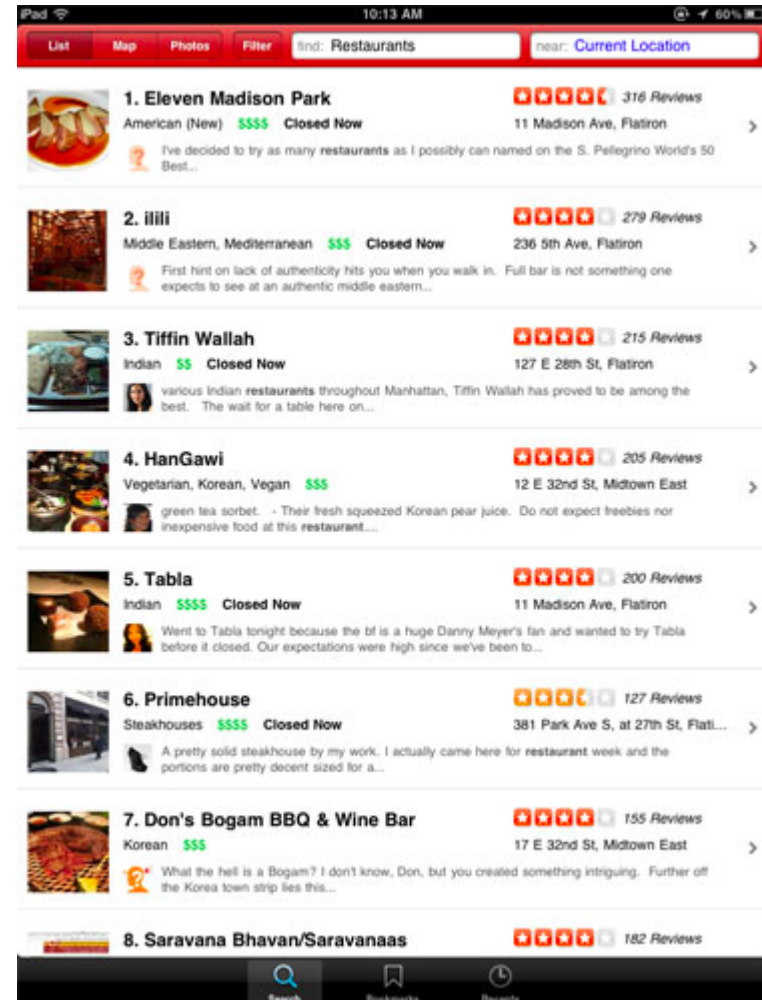 iPad 10:13 AM 60%
List Map Photos Filter find: Restaurants near: Current Location
1. Eleven Madison Park 316 Reviews
American (New) $$$$ Closed Now 11 Madison Ave, Flatiron
I've decided to try as many restaurants as I possibly can named on the S. Pellegrino World's 50
Best...
2. ilili 279 Reviews
Middle Eastern, Mediterranean $$$ Closed Now 236 5th Ave, Flatiron
First hint on lack of authenticity hits you when you walk in. Full bar is not something one
expects to see at an authentic middle eastern...
3. Tiffin Wallah 215 Reviews
Indian $$ Closed Now 127 E 28th St, Flatiron
various Indian restaurants throughout Manhattan, Tiffin Wallah has proved to be among the
best. The wait for a table here on...
4. HanGawi 205 Reviews
Vegetarian, Korean, Vegan $$$ 12 E 32nd St, Midtown East
green tea sorbet. - Their fresh squeezed Korean pear juice. Do not expect freebies nor
inexpensive food at this restaurant....
5. Tabla 200 Reviews
Indian $$$$ Closed Now 11 Madison Ave, Flatiron
Went to Tabla tonight because the bf is a huge Danny Meyer's fan and wanted to try Tabla
before it closed. Our expectations were high since we've been to...
6. Primehouse 127 Reviews
Steakhouses $$$$ Closed Now 381 Park Ave S, at 27th St, Flati...
A pretty solid steakhouse by my work. I actually came here for restaurant week and the
portions are pretty decent sized for a...
7. Don's Bogam BBQ & Wine Bar 155 Reviews
Korean $$$ 17 E 32nd St, Midtown East
What the hell is a Bogam? I don't know, Don, but you created something intriguing. Further off
the Korea town strip lies this...
8. Saravana Bhavan/Saravanaas 182 Reviews
Search Bookmarks Recents